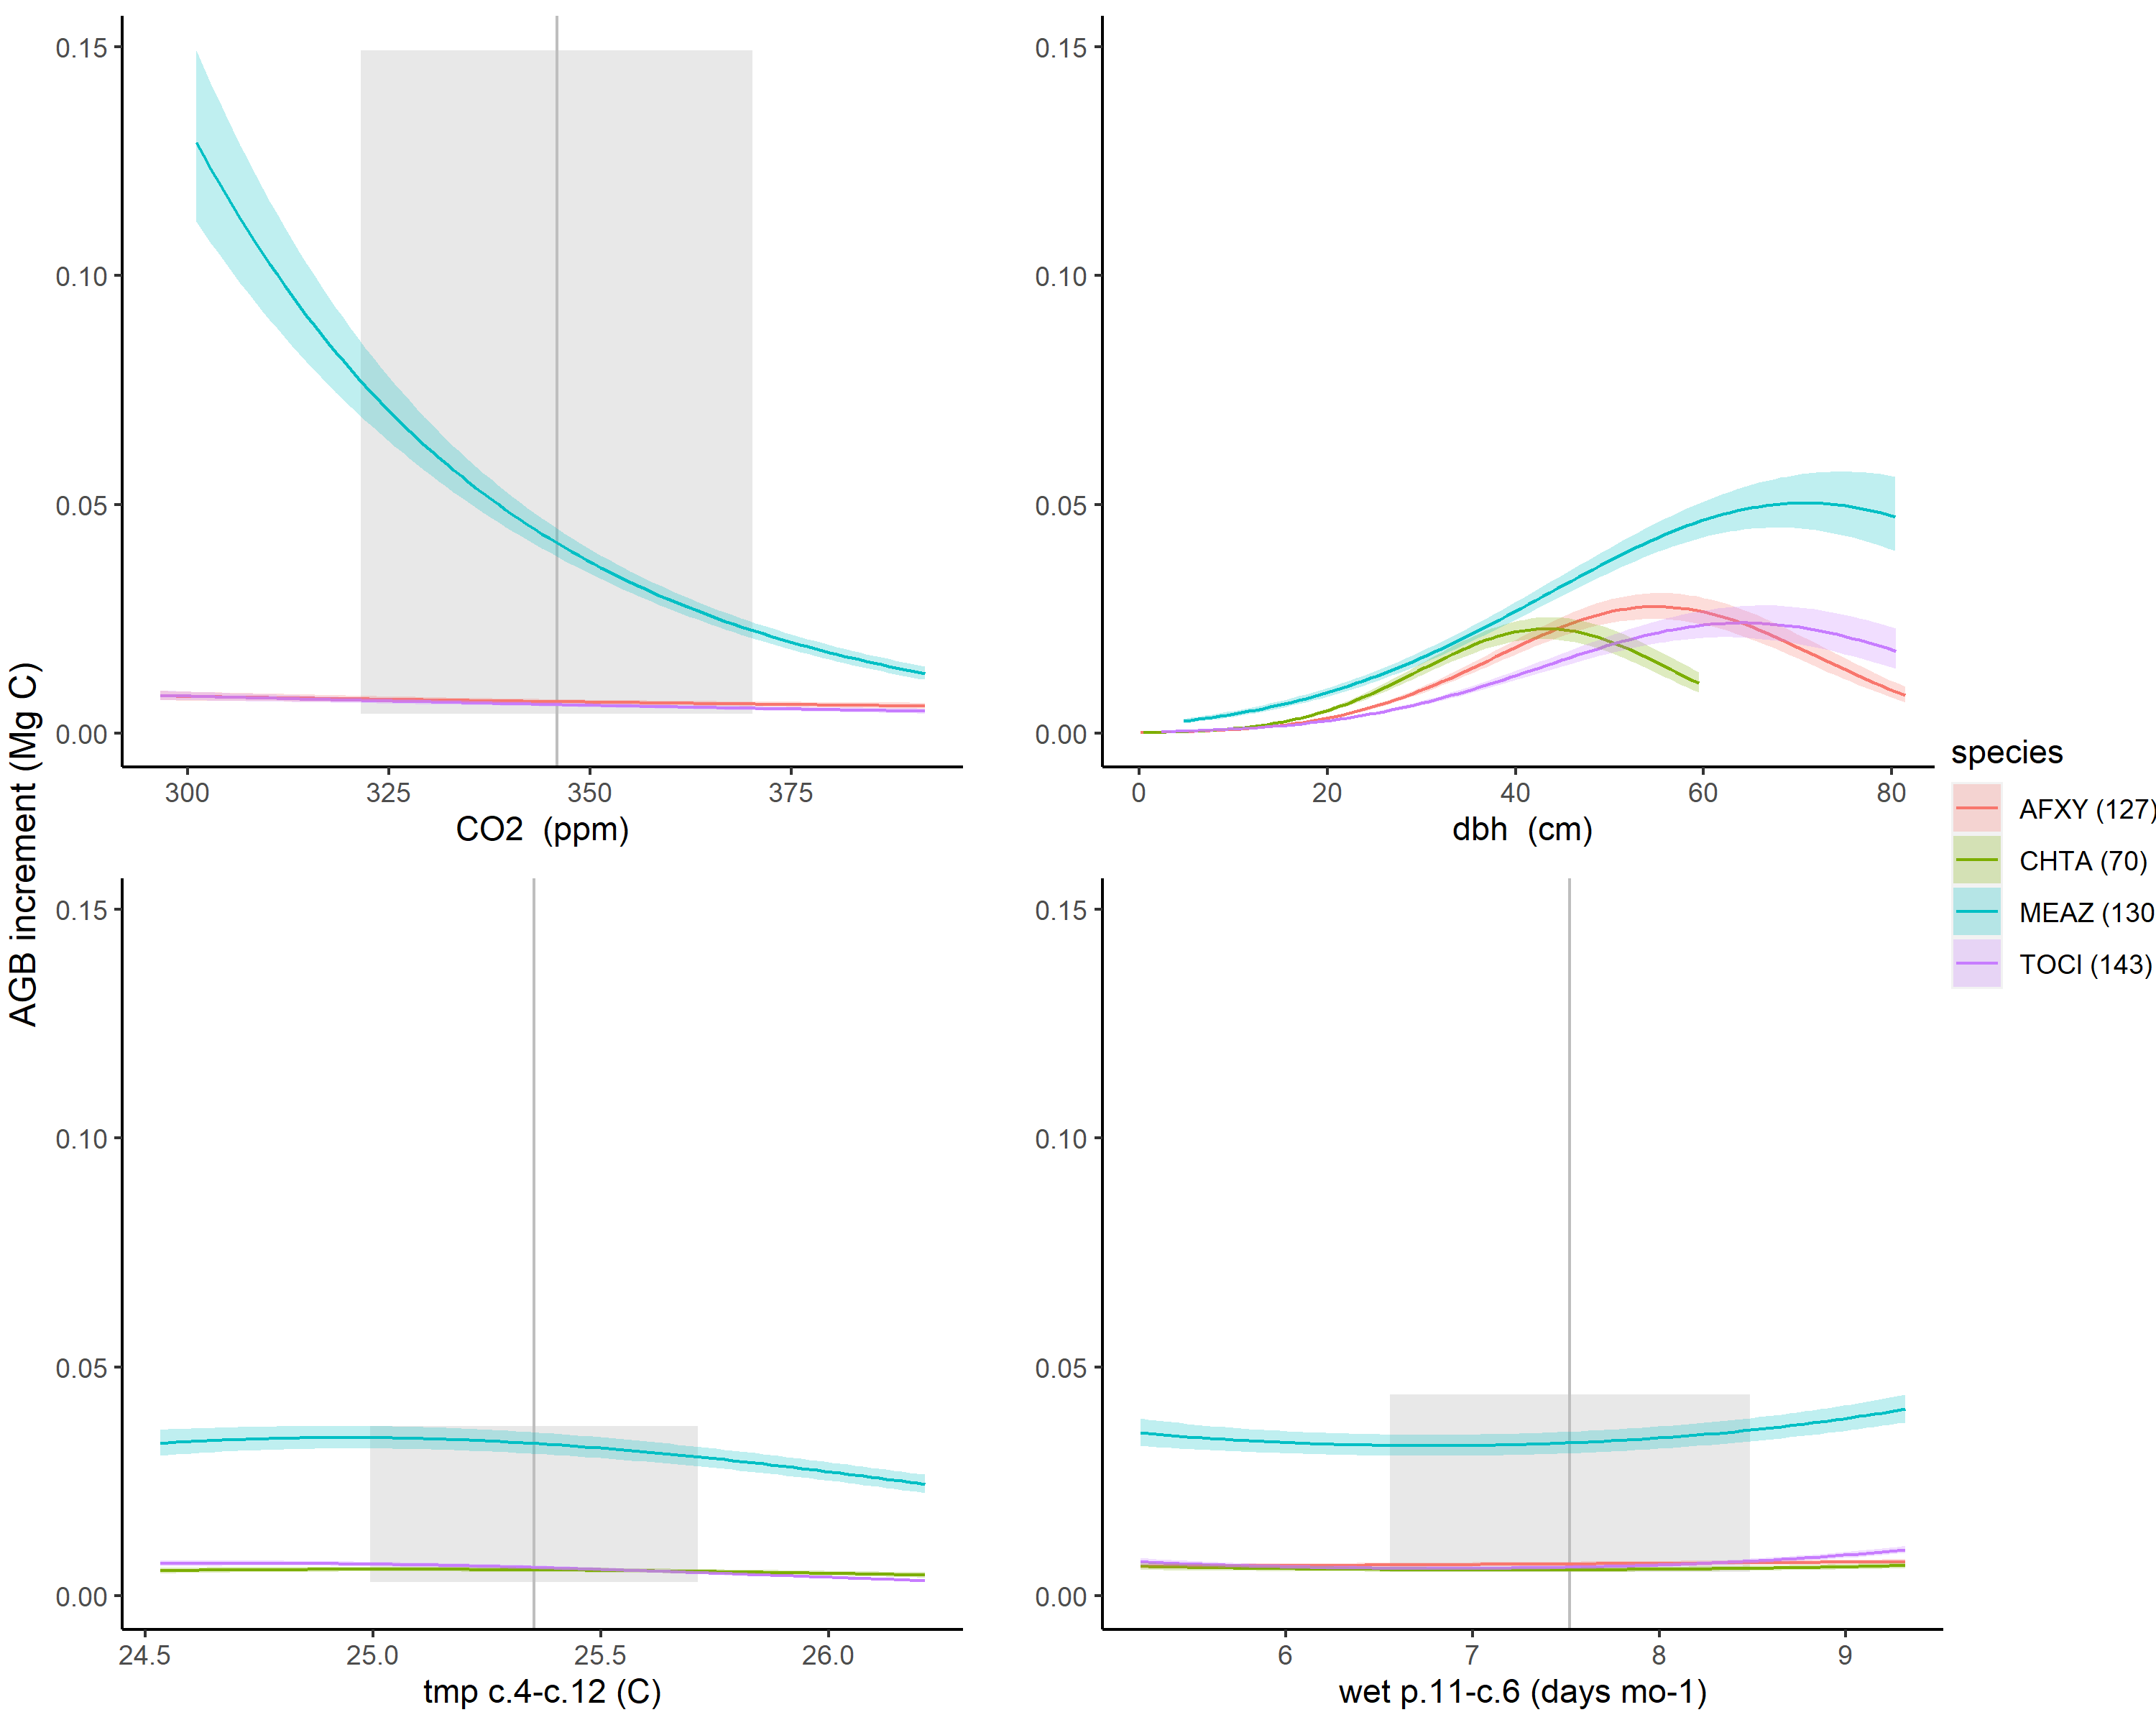 AGB increment (Mg C)
0.15
0.10
0.05
0.00
300 325 350 375
CO2 (ppm)
0.15
0.10
0.05
0.00
0 20 40 60 80
dbh (cm)
species
AFXY (127)
CHTA (70)
MEAZ (130
TOCI (143)
0.15
0.10
0.05
0.00
24.5 25.0 25.5 26.0
tmp c.4-c.12 (C)
0.15
0.10
0.05
0.00
6 7 8 9
wet p.11-c.6 (days mo-1)